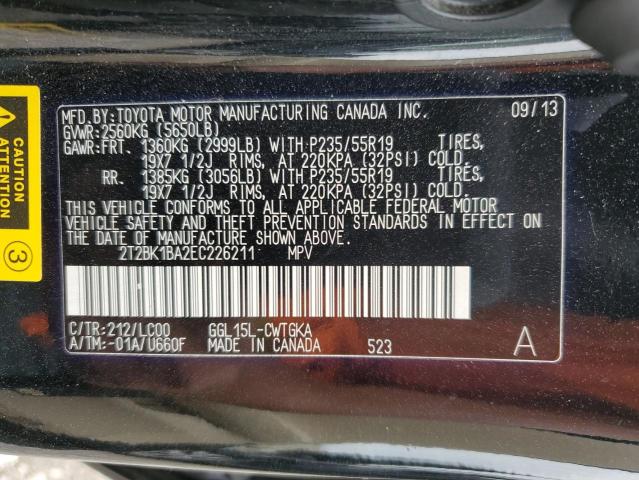 CAUTION
ATTENTION
3
MFD.BY:TOYOTA MOTOR MANUFACTURING CANADA INC. 09/13
GVWR:2560KG (5650LB)
GAWR:FRT. 1360KG (2999LB) WITH P235/55R19 TIRES,
19X7 1/2J RIMS, AT 220KPA (32PSI) COLD.
RR. 1385KG (3056LB) WITH P235/55R19 TIRES,
19X7 1/2J RIMS, AT 220KPA (32PSI) COLD.
THIS VEHICLE CONFORMS TO ALL APPLICABLE FEDERAL MOTOR
VEHICLE SAFETY AND THEFT PREVENTION STANDARDS IN EFFECT ON
THE DATE OF MANUFACTURE SHOWN ABOVE.
2T2BK1BA2EC226211 MPV
C/TR:212/LC00 GGL15L-CWTGKA
A/TM:-01A/U660F MADE IN CANADA 523 A